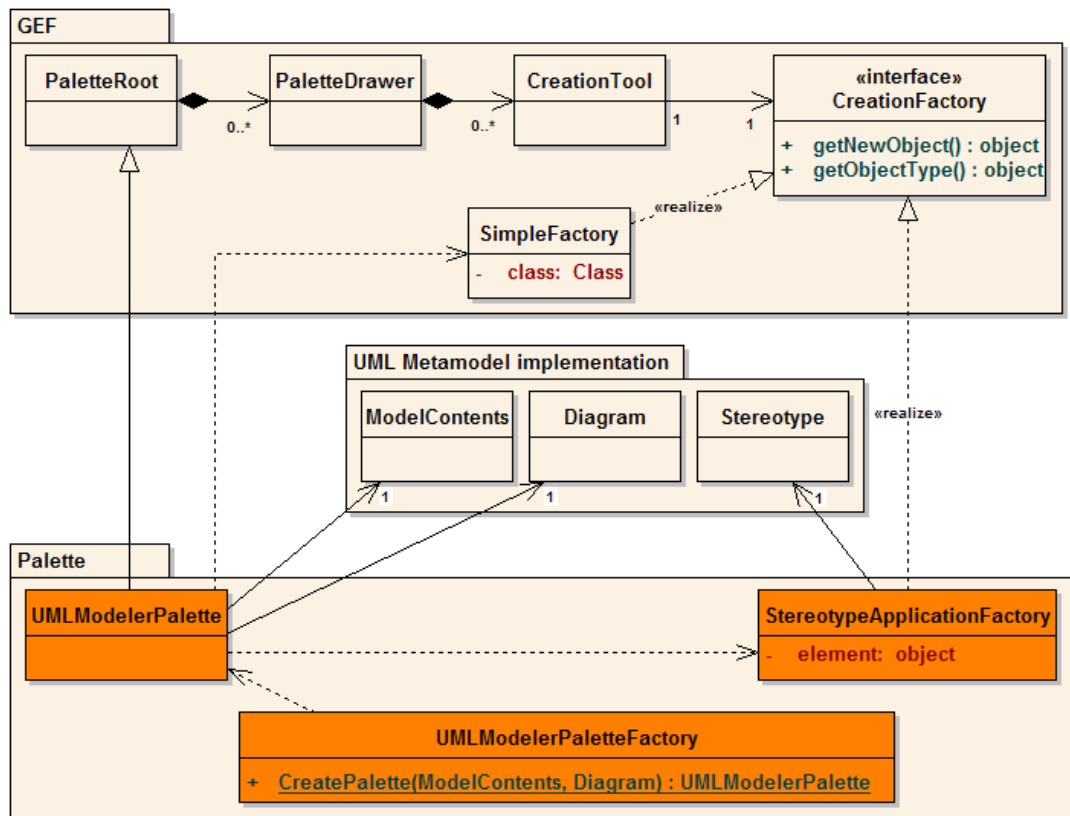 GEF
PaletteRoot
PaletteDrawer
CreationTool
«interface»
CreationFactory
0..*
0..*
1
1
+ getNewObject() : object
+ getObjectType() : object
«realize»
SimpleFactory
- class: Class
UML Metamodel implementation
ModelContents
Diagram
Stereotype
«realize»
1
1
1
Palette
UMLModelerPalette
StereotypeApplicationFactory
- element: object
UMLModelerPaletteFactory
+ CreatePalette(ModelContents, Diagram) : UMLModelerPalette